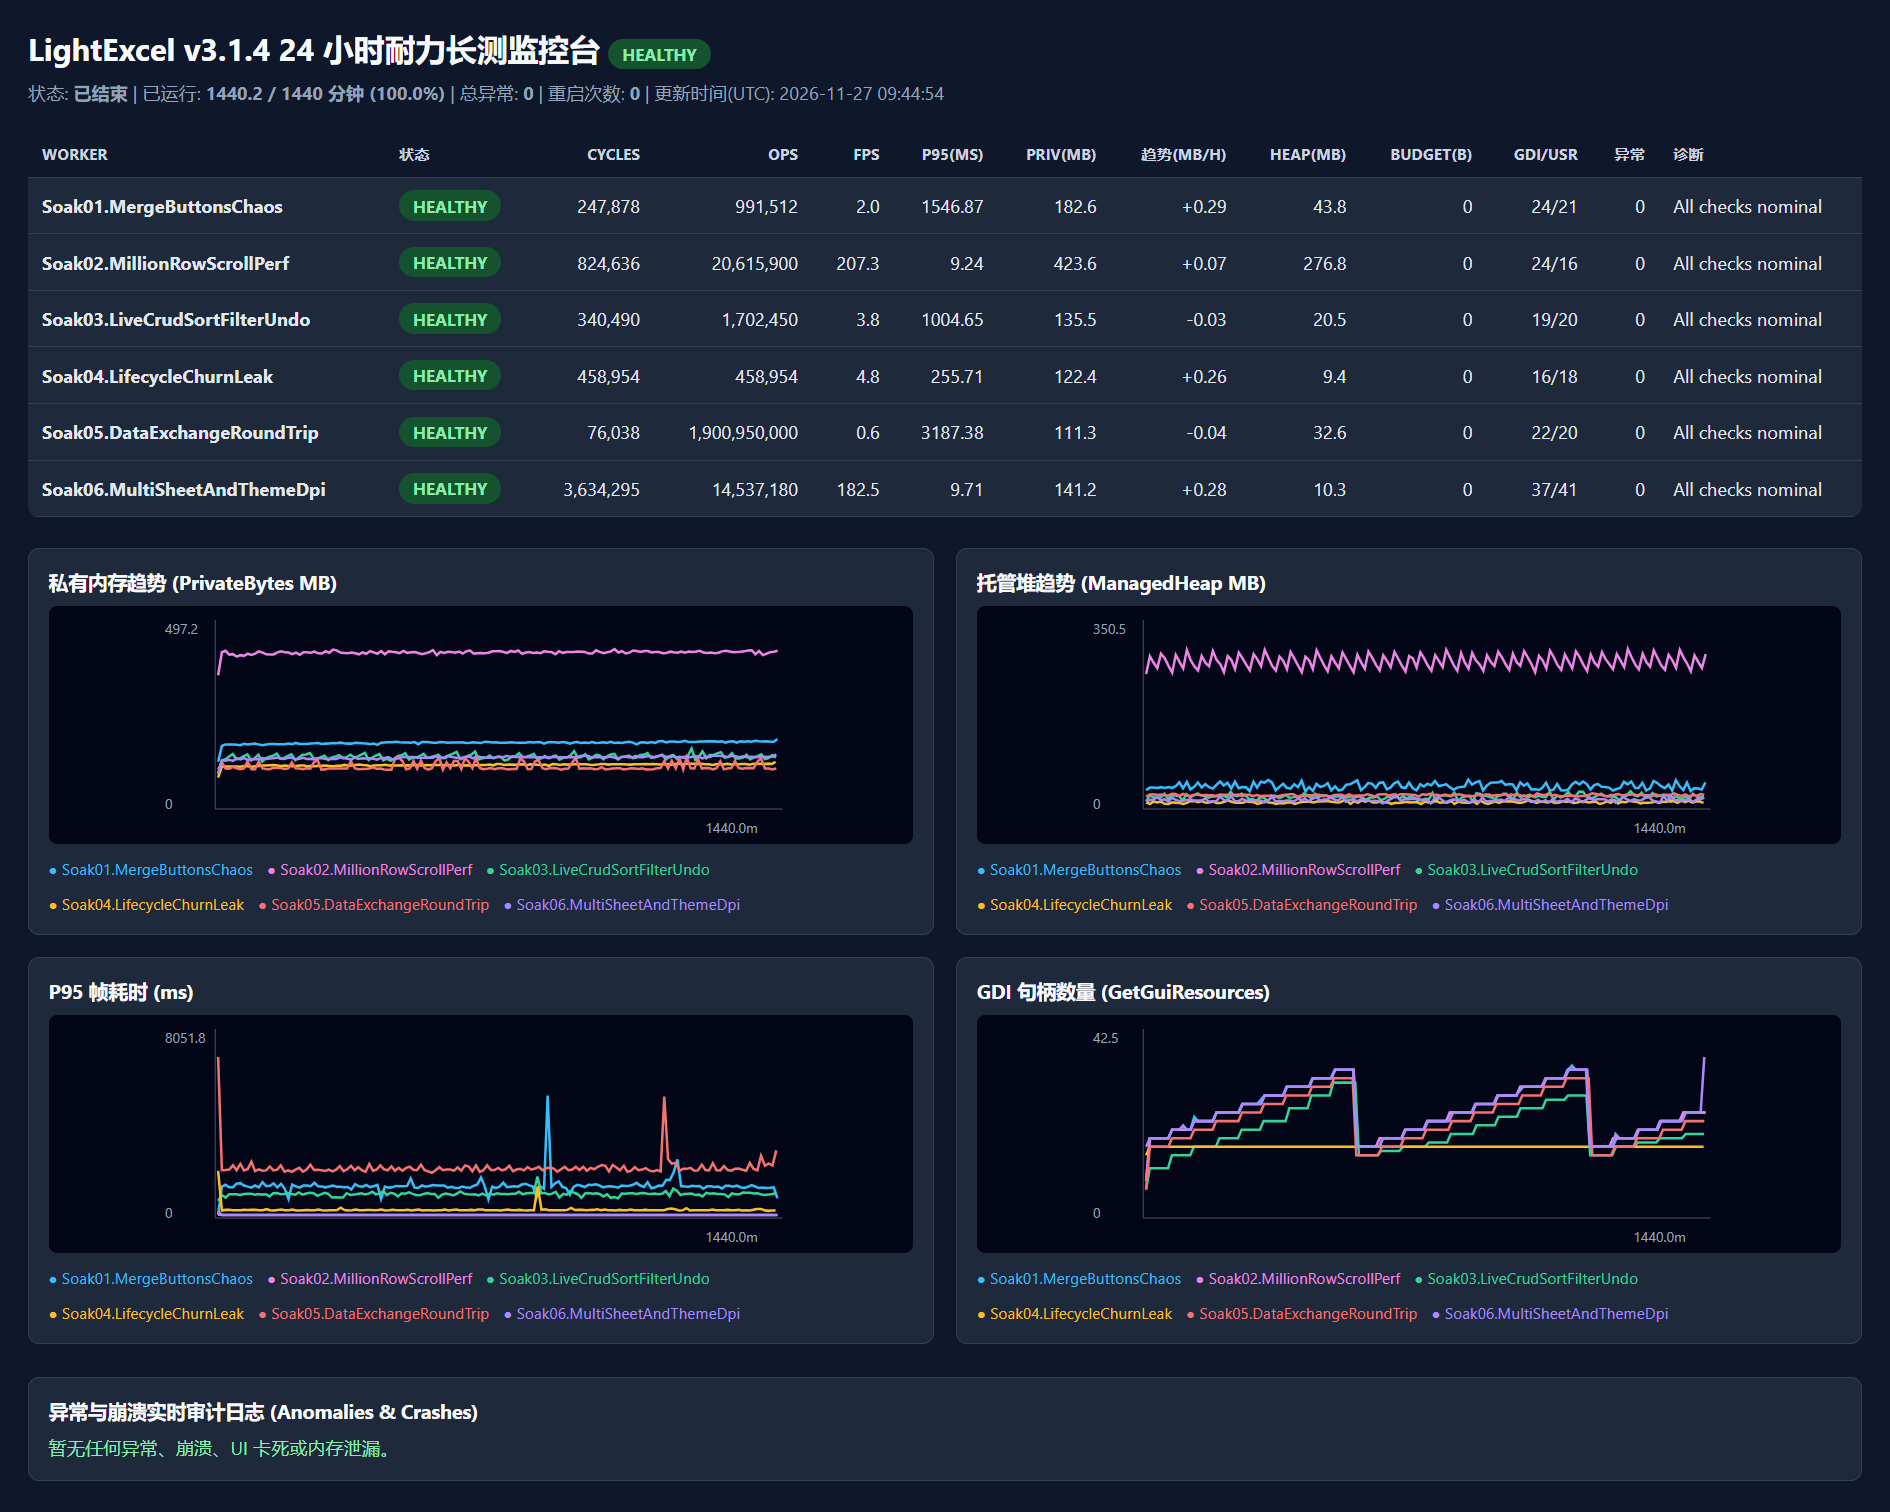 LightExcel v3.1.4 24 小时耐力长测监控台 HEALTHY
状态: 已结束 | 已运行: 1440.2 / 1440 分钟 (100.0%) | 总异常: 0 | 重启次数: 0 | 更新时间(UTC): 2026-11-27 09:44:54
WORKER 状态 CYCLES OPS FPS P95(MS) PRIV(MB) 趋势(MB/H) HEAP(MB) BUDGET(B) GDI/USR 异常 诊断
Soak01.MergeButtonsChaos HEALTHY 247,878 991,512 2.0 1546.87 182.6 +0.29 43.8 0 24/21 0 All checks nominal
Soak02.MillionRowScrollPerf HEALTHY 824,636 20,615,900 207.3 9.24 423.6 +0.07 276.8 0 24/16 0 All checks nominal
Soak03.LiveCrudSortFilterUndo HEALTHY 340,490 1,702,450 3.8 1004.65 135.5 -0.03 20.5 0 19/20 0 All checks nominal
Soak04.LifecycleChurnLeak HEALTHY 458,954 458,954 4.8 255.71 122.4 +0.26 9.4 0 16/18 0 All checks nominal
Soak05.DataExchangeRoundTrip HEALTHY 76,038 1,900,950,000 0.6 3187.38 111.3 -0.04 32.6 0 22/20 0 All checks nominal
Soak06.MultiSheetAndThemeDpi HEALTHY 3,634,295 14,537,180 182.5 9.71 141.2 +0.28 10.3 0 37/41 0 All checks nominal
私有内存趋势 (PrivateBytes MB)
497.2
0
1440.0m
● Soak01.MergeButtonsChaos ● Soak02.MillionRowScrollPerf ● Soak03.LiveCrudSortFilterUndo
● Soak04.LifecycleChurnLeak ● Soak05.DataExchangeRoundTrip ● Soak06.MultiSheetAndThemeDpi
托管堆趋势 (ManagedHeap MB)
350.5
0
1440.0m
● Soak01.MergeButtonsChaos ● Soak02.MillionRowScrollPerf ● Soak03.LiveCrudSortFilterUndo
● Soak04.LifecycleChurnLeak ● Soak05.DataExchangeRoundTrip ● Soak06.MultiSheetAndThemeDpi
P95 帧耗时 (ms)
8051.8
0
1440.0m
● Soak01.MergeButtonsChaos ● Soak02.MillionRowScrollPerf ● Soak03.LiveCrudSortFilterUndo
● Soak04.LifecycleChurnLeak ● Soak05.DataExchangeRoundTrip ● Soak06.MultiSheetAndThemeDpi
GDI 句柄数量 (GetGuiResources)
42.5
0
1440.0m
● Soak01.MergeButtonsChaos ● Soak02.MillionRowScrollPerf ● Soak03.LiveCrudSortFilterUndo
● Soak04.LifecycleChurnLeak ● Soak05.DataExchangeRoundTrip ● Soak06.MultiSheetAndThemeDpi
异常与崩溃实时审计日志 (Anomalies & Crashes)
暂无任何异常、崩溃、UI 卡死或内存泄漏。